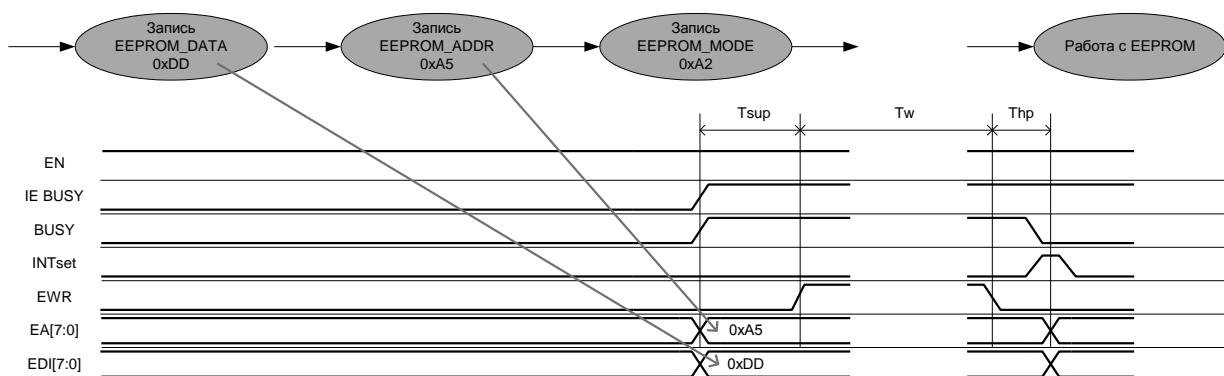 Запись
EEPROM_DATA
0xDD
Запись
EEPROM_ADDR
0xA5
Запись
EEPROM_MODE
0xA2
Работа с EEPROM
Tsup
Tw
Thp
EN
IE BUSY
BUSY
INTset
EWR
EA[7:0]
0xA5
EDI[7:0]
0xDD